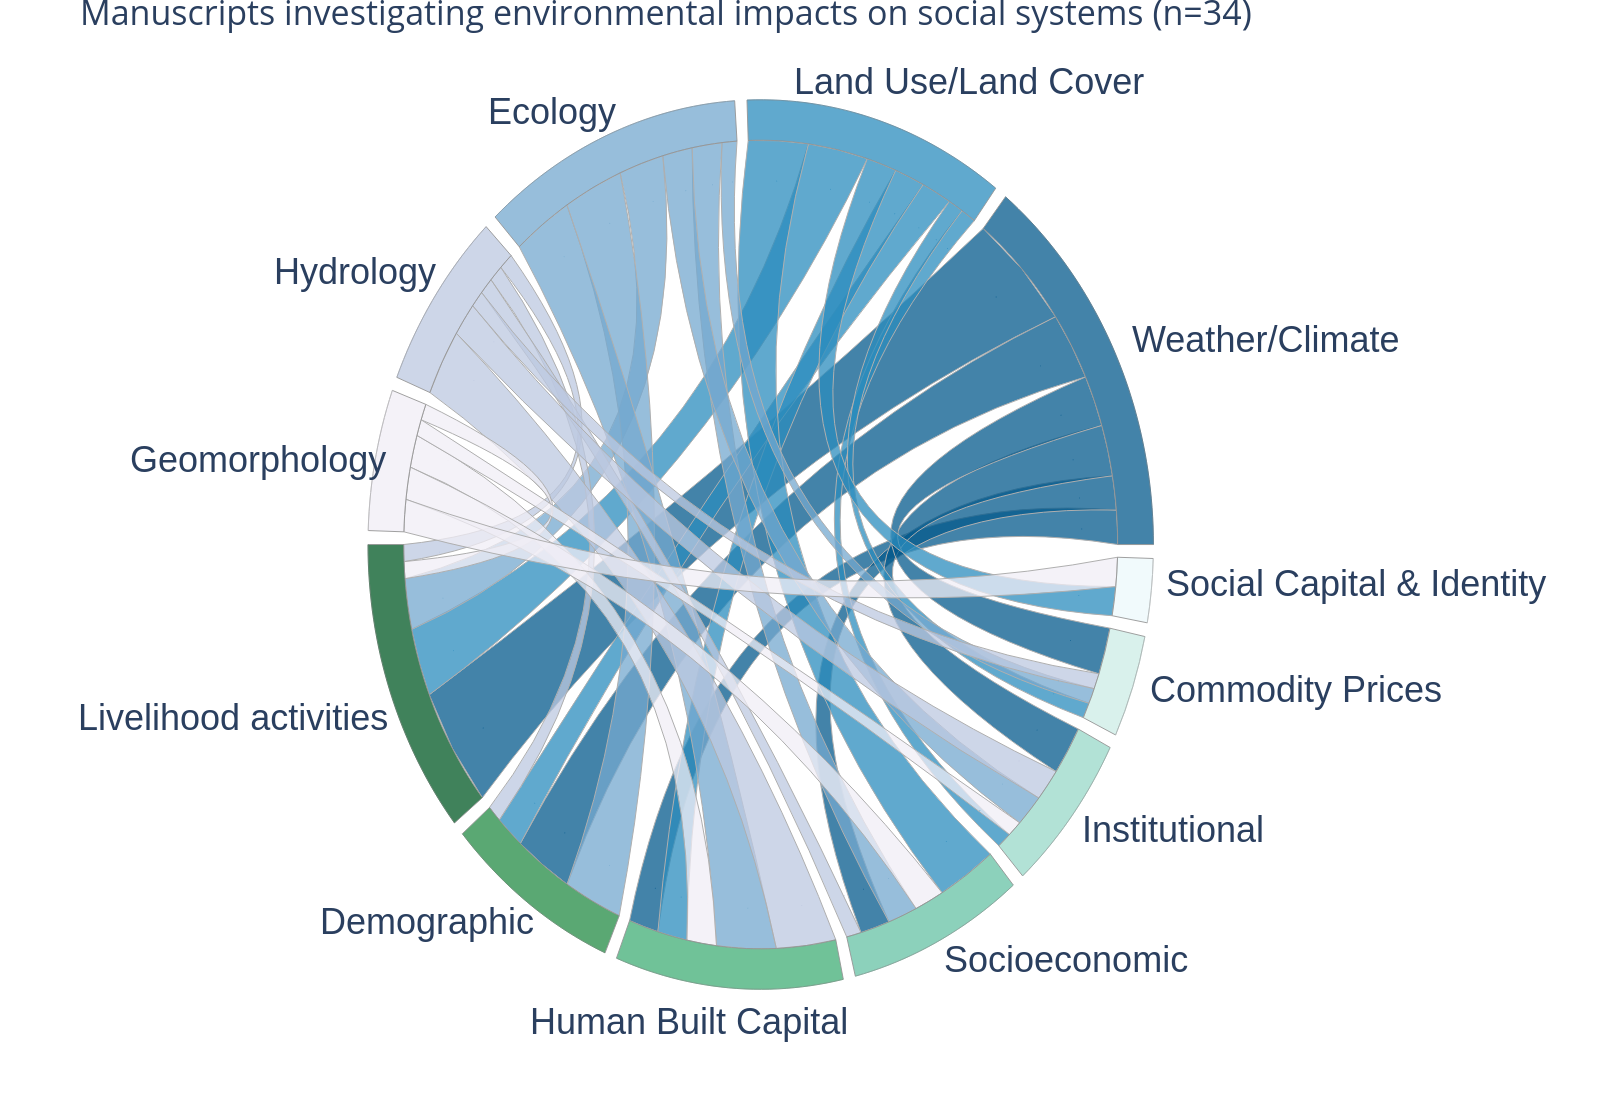 Manuscripts investigating environmental impacts on social systems (n=34)
Land Use/Land Cover
Ecology
Hydrology
Weather/Climate
Geomorphology
Social Capital & Identity
Commodity Prices
Livelihood activities
Institutional
Demographic
Socioeconomic
Human Built Capital